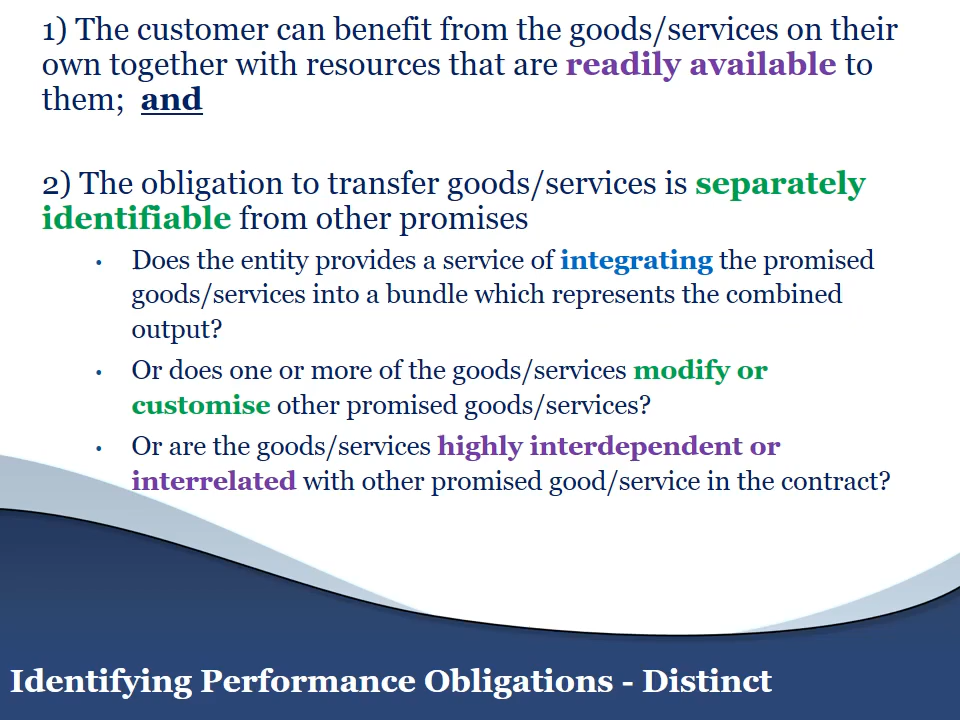 1) The customer can benefit from the goods/services on their
own together with resources that are readily available to
them; and
2) The obligation to transfer goods/services is separately
identifiable from other promises
• Does the entity provides a service of integrating the promised
goods/services into a bundle which represents the combined
output?
• Or does one or more of the goods/services modify or
customise other promised goods/services?
• Or are the goods/services highly interdependent or
interrelated with other promised good/service in the contract?
Identifying Performance Obligations - Distinct